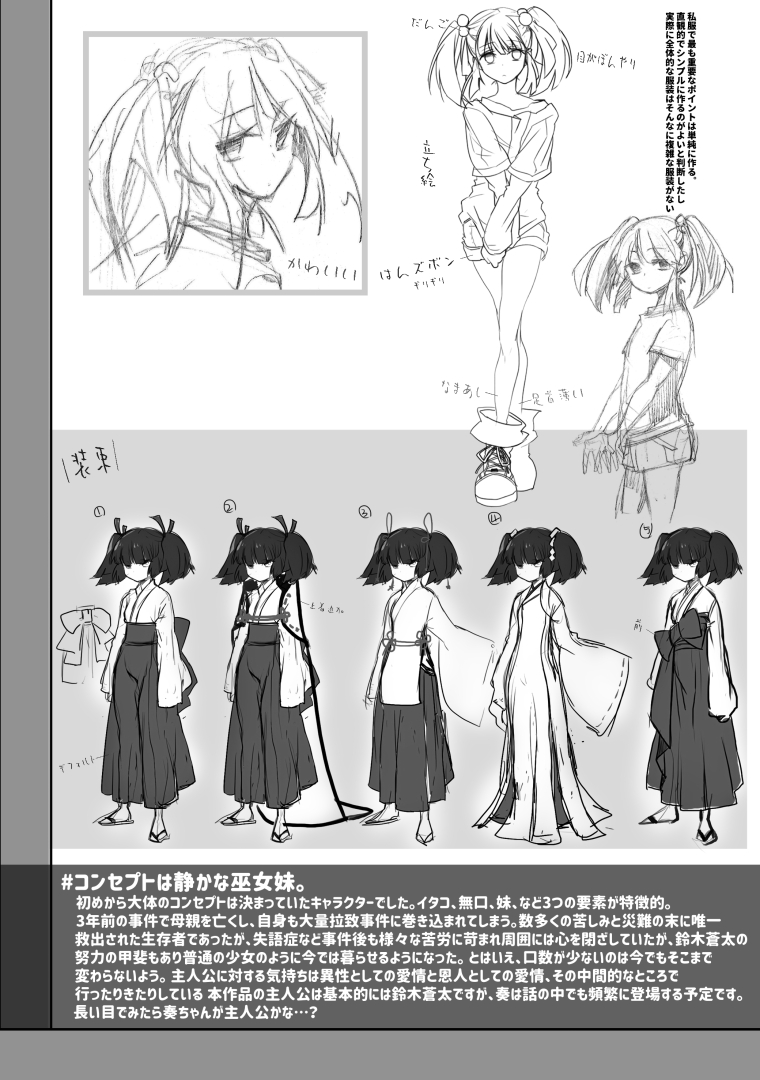 私服で最も重要なポイントは単純に作る。
直観的でシンプルに作るのがよいと判断したし
実際に全体的な服装はそんなに複雑な服装がない
だんご
目がぼんやり
立ち絵
かわいい
はんズボン
ギリギリ
なまあし
足首薄い
装束
①
②
③
④
⑤
上着追加
前
デフォルト
#コンセプトは静かな巫女妹。
初めから大体のコンセプトは決まっていたキャラクターでした。イタコ、無口、妹、など3つの要素が特徴的。
3年前の事件で母親を亡くし、自身も大量拉致事件に巻き込まれてしまう。数多くの苦しみと災難の末に唯一
救出された生存者であったが、失語症など事件後も様々な苦労に苛まれ周囲には心を閉ざしていたが、鈴木蒼太の
努力の甲斐もあり普通の少女のように今では暮らせるようになった。とはいえ、口数が少ないのは今でもそこまで
変わらないよう。 主人公に対する気持ちは異性としての愛情と恩人としての愛情、その中間的なところで
行ったりきたりしている 本作品の主人公は基本的には鈴木蒼太ですが、奏は話の中でも頻繁に登場する予定です。
長い目でみたら奏ちゃんが主人公かな…?